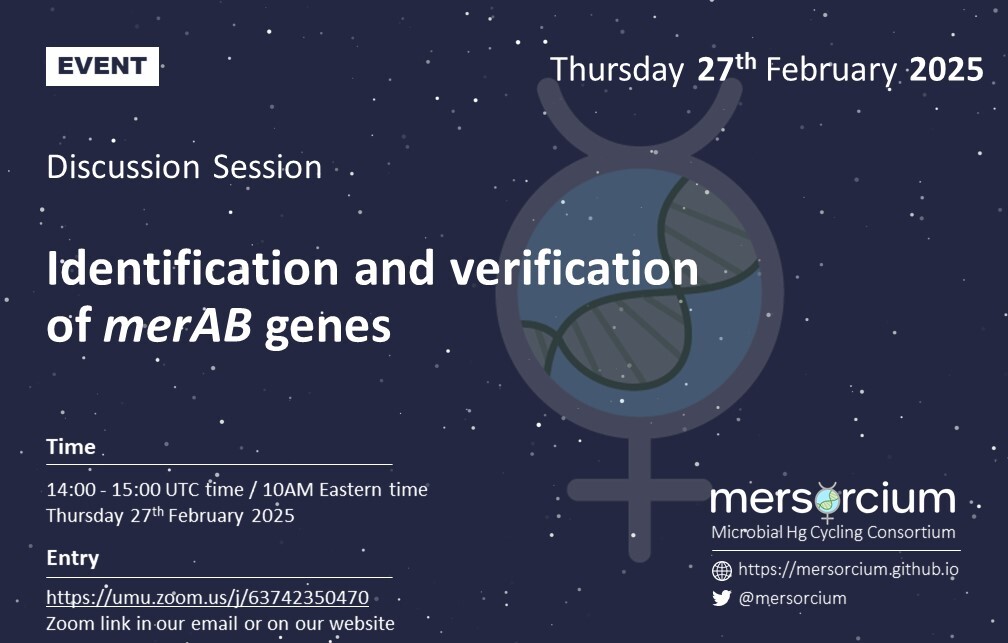 EVENT
Thursday 27th February 2025
Discussion Session
Identification and verification
of merAB genes
Time
14:00 - 15:00 UTC time / 10AM Eastern time
Thursday 27th February 2025
Entry
https://umu.zoom.us/j/63742350470
Zoom link in our email or on our website
mersorcium
Microbial Hg Cycling Consortium
https://mersorcium.github.io
@mersorcium